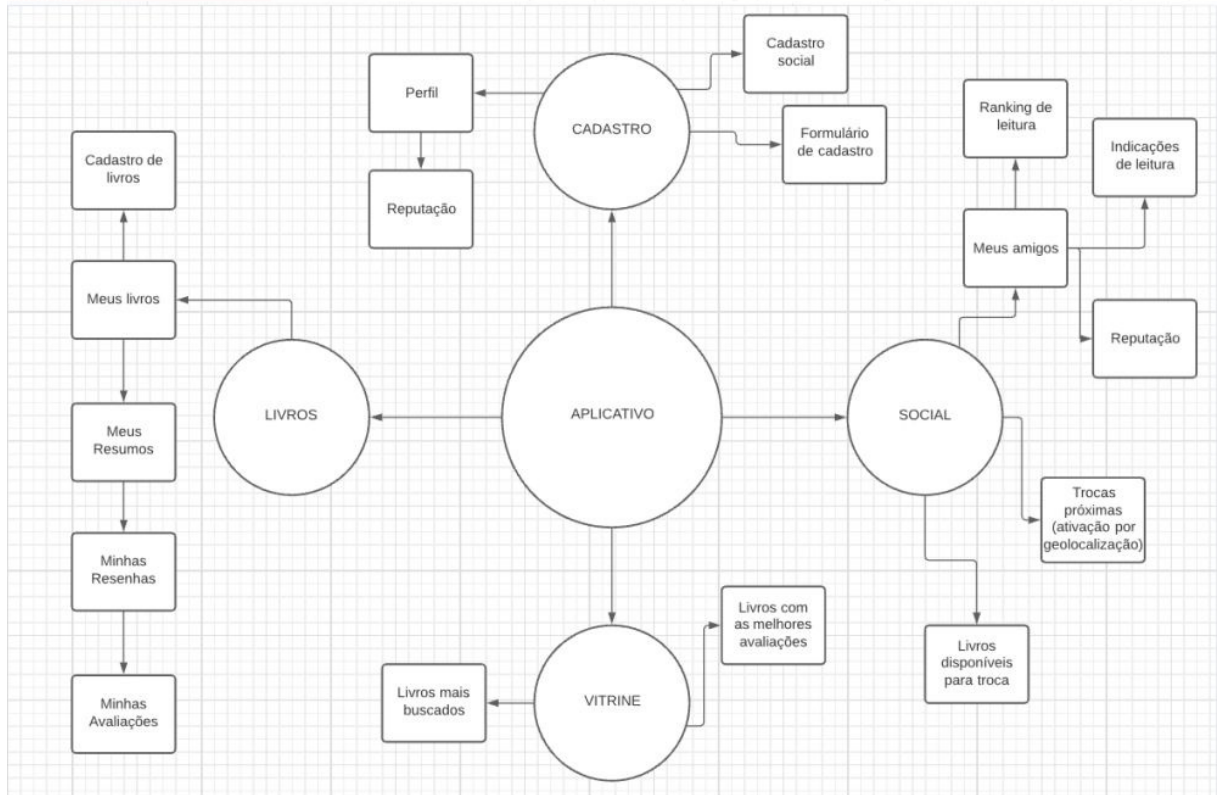 Cadastro
social
Perfil
CADASTRO
Formulário
de cadastro
Ranking de
leitura
Indicações
de leitura
Cadastro de
livros
Reputação
Meus amigos
Meus livros
Reputação
LIVROS
APLICATIVO
SOCIAL
Meus
Resumos
Trocas
próximas
(ativação por
geolocalização)
Minhas
Resenhas
Livros com
as melhores
avaliações
Livros
disponíveis
para troca
Livros mais
buscados
VITRINE
Minhas
Avaliações